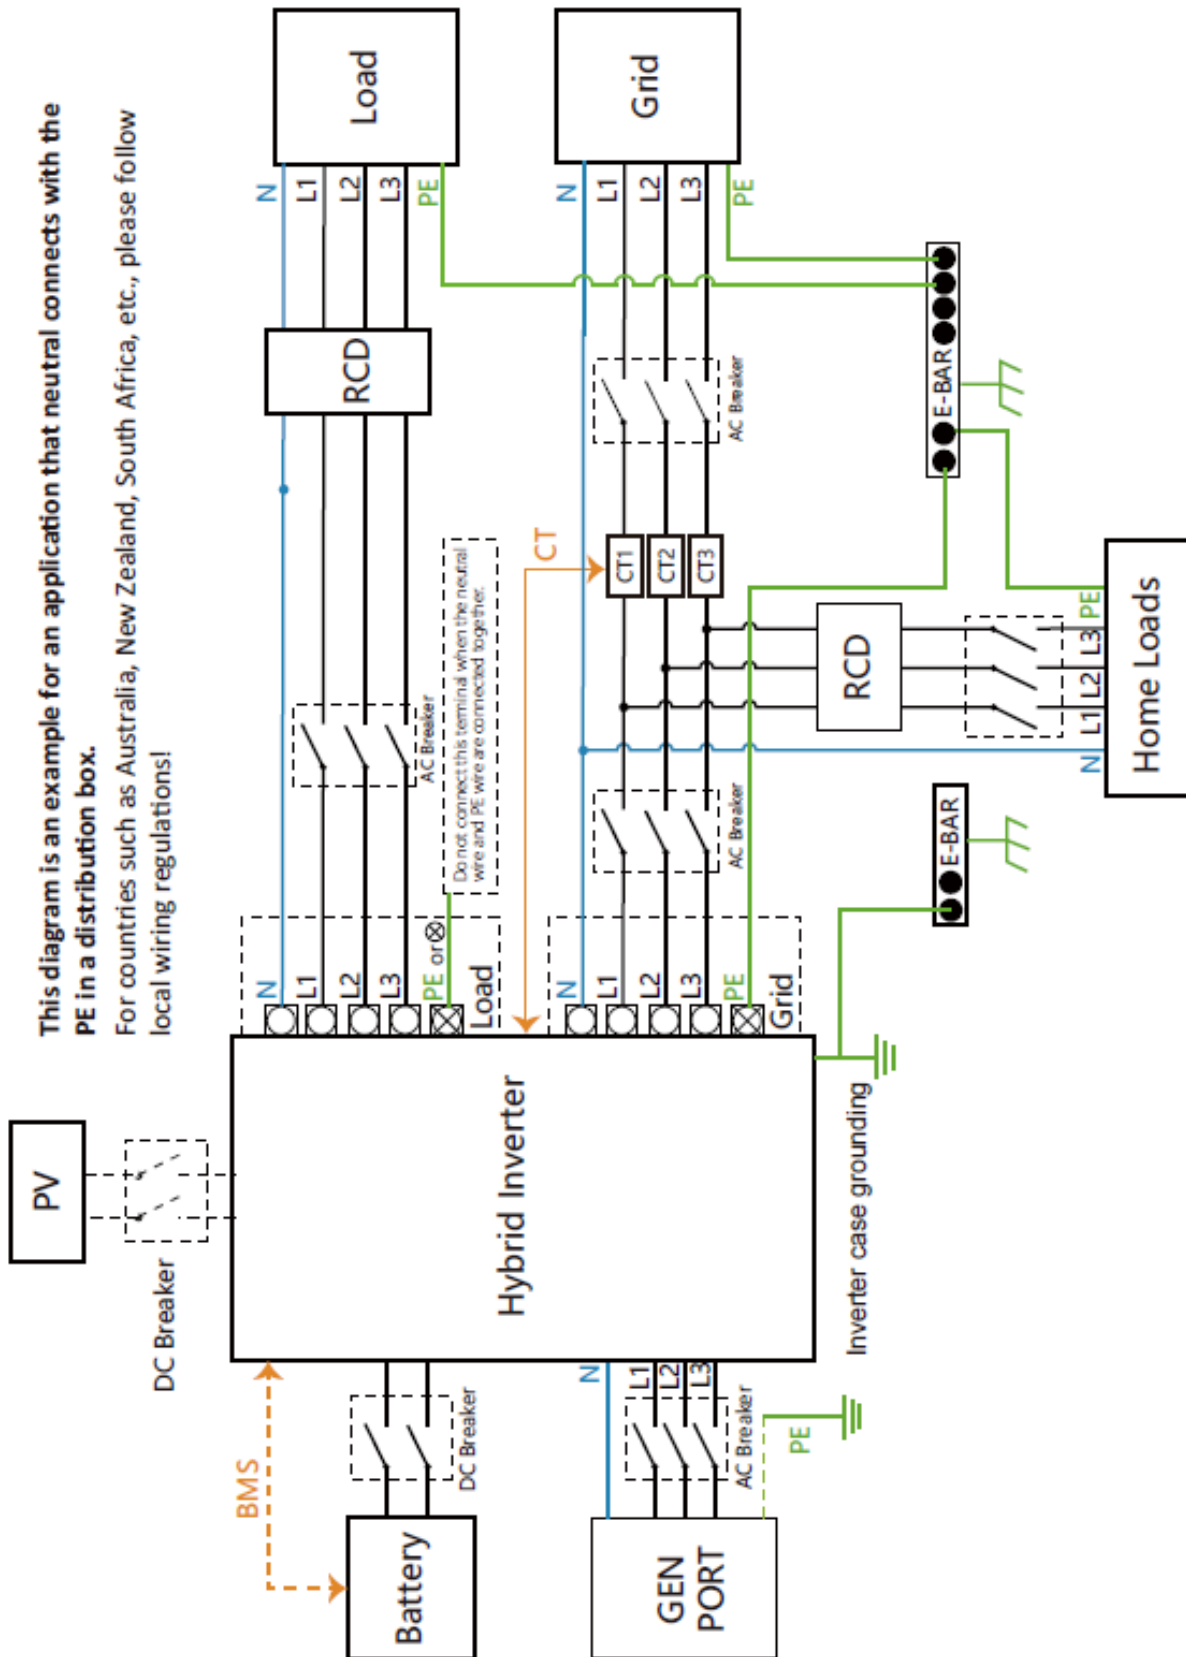 This diagram is an example for an application that neutral connects with the
PE in a distribution box.
For countries such as Australia, New Zealand, South Africa, etc., please follow
local wiring regulations!
PV
DC Breaker
BMS
Battery
DC Breaker
Hybrid Inverter
N
L1
L2
L3
PE or
Load
AC Breaker
RCD
N
L1
L2
L3
PE
Load
Do not connect this terminal when the neutral
wire and PE wire are connected together.
CT
N
L1
L2
L3
PE
Grid
AC Breaker
CT1
CT2
CT3
AC Breaker
N
L1
L2
L3
PE
Grid
GEN
PORT
N
L1
L2
L3
AC Breaker
PE
Inverter case grounding
E-BAR
E-BAR
RCD
N
L1
L2
L3
PE
Home Loads